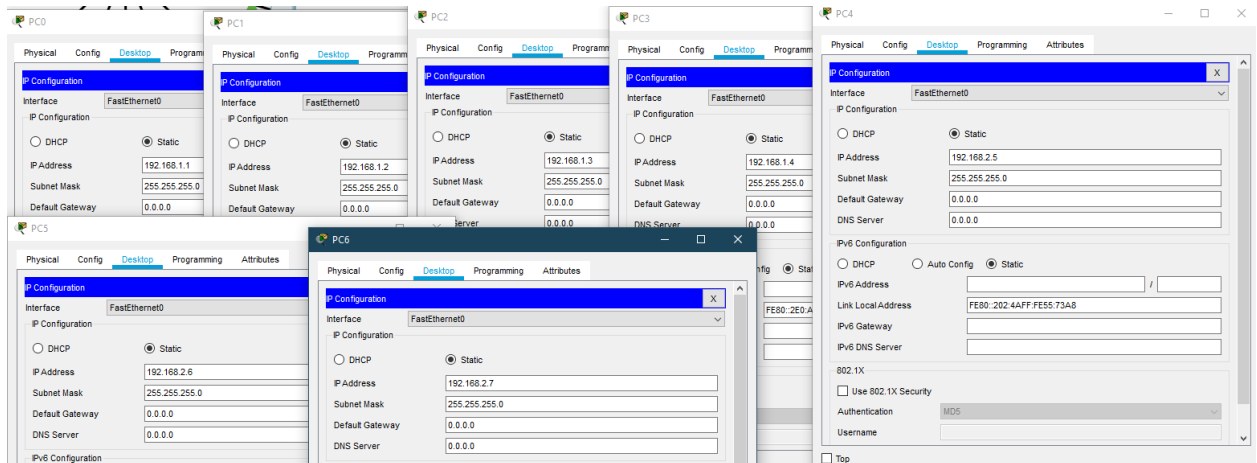 PC0
Physical Config Desktop
IP Configuration
Interface FastEthernet0
IP Configuration
DHCP Static
IP Address 192.168.1.1
Subnet Mask 255.255.255.0
Default Gateway 0.0.0.0
PC1
Physical Config Desktop
IP Configuration
Interface FastEthernet0
IP Configuration
DHCP Static
IP Address 192.168.1.2
Subnet Mask 255.255.255.0
Default Gateway 0.0.0.0
PC2
Physical Config Desktop
IP Configuration
Interface FastEthernet0
IP Configuration
DHCP Static
IP Address 192.168.1.3
Subnet Mask 255.255.255.0
Default Gateway 0.0.0.0
Server 0.0.0.0
PC3
Physical Config Desktop
IP Configuration
Interface FastEthernet0
IP Configuration
DHCP Static
IP Address 192.168.1.4
Subnet Mask 255.255.255.0
Default Gateway 0.0.0.0
DNS Server 0.0.0.0
FE80::2E0:A
PC4
Physical Config Desktop Programming Attributes
IP Configuration X
Interface FastEthernet0
IP Configuration
DHCP Static
IP Address 192.168.2.5
Subnet Mask 255.255.255.0
Default Gateway 0.0.0.0
DNS Server 0.0.0.0
IPv6 Configuration
DHCP Auto Config Static
IPv6 Address /
Link Local Address FE80::202:4AFF:FE55:73A8
IPv6 Gateway
IPv6 DNS Server
802.1X
Use 802.1X Security
Authentication MD5
Username
Top
PC5
Physical Config Desktop Programming Attributes
IP Configuration
Interface FastEthernet0
IP Configuration
DHCP Static
IP Address 192.168.2.6
Subnet Mask 255.255.255.0
Default Gateway 0.0.0.0
DNS Server 0.0.0.0
IPv6 Configuration
PC6
Physical Config Desktop Programming Attributes
IP Configuration X
Interface FastEthernet0
IP Configuration
DHCP Static
IP Address 192.168.2.7
Subnet Mask 255.255.255.0
Default Gateway 0.0.0.0
DNS Server 0.0.0.0